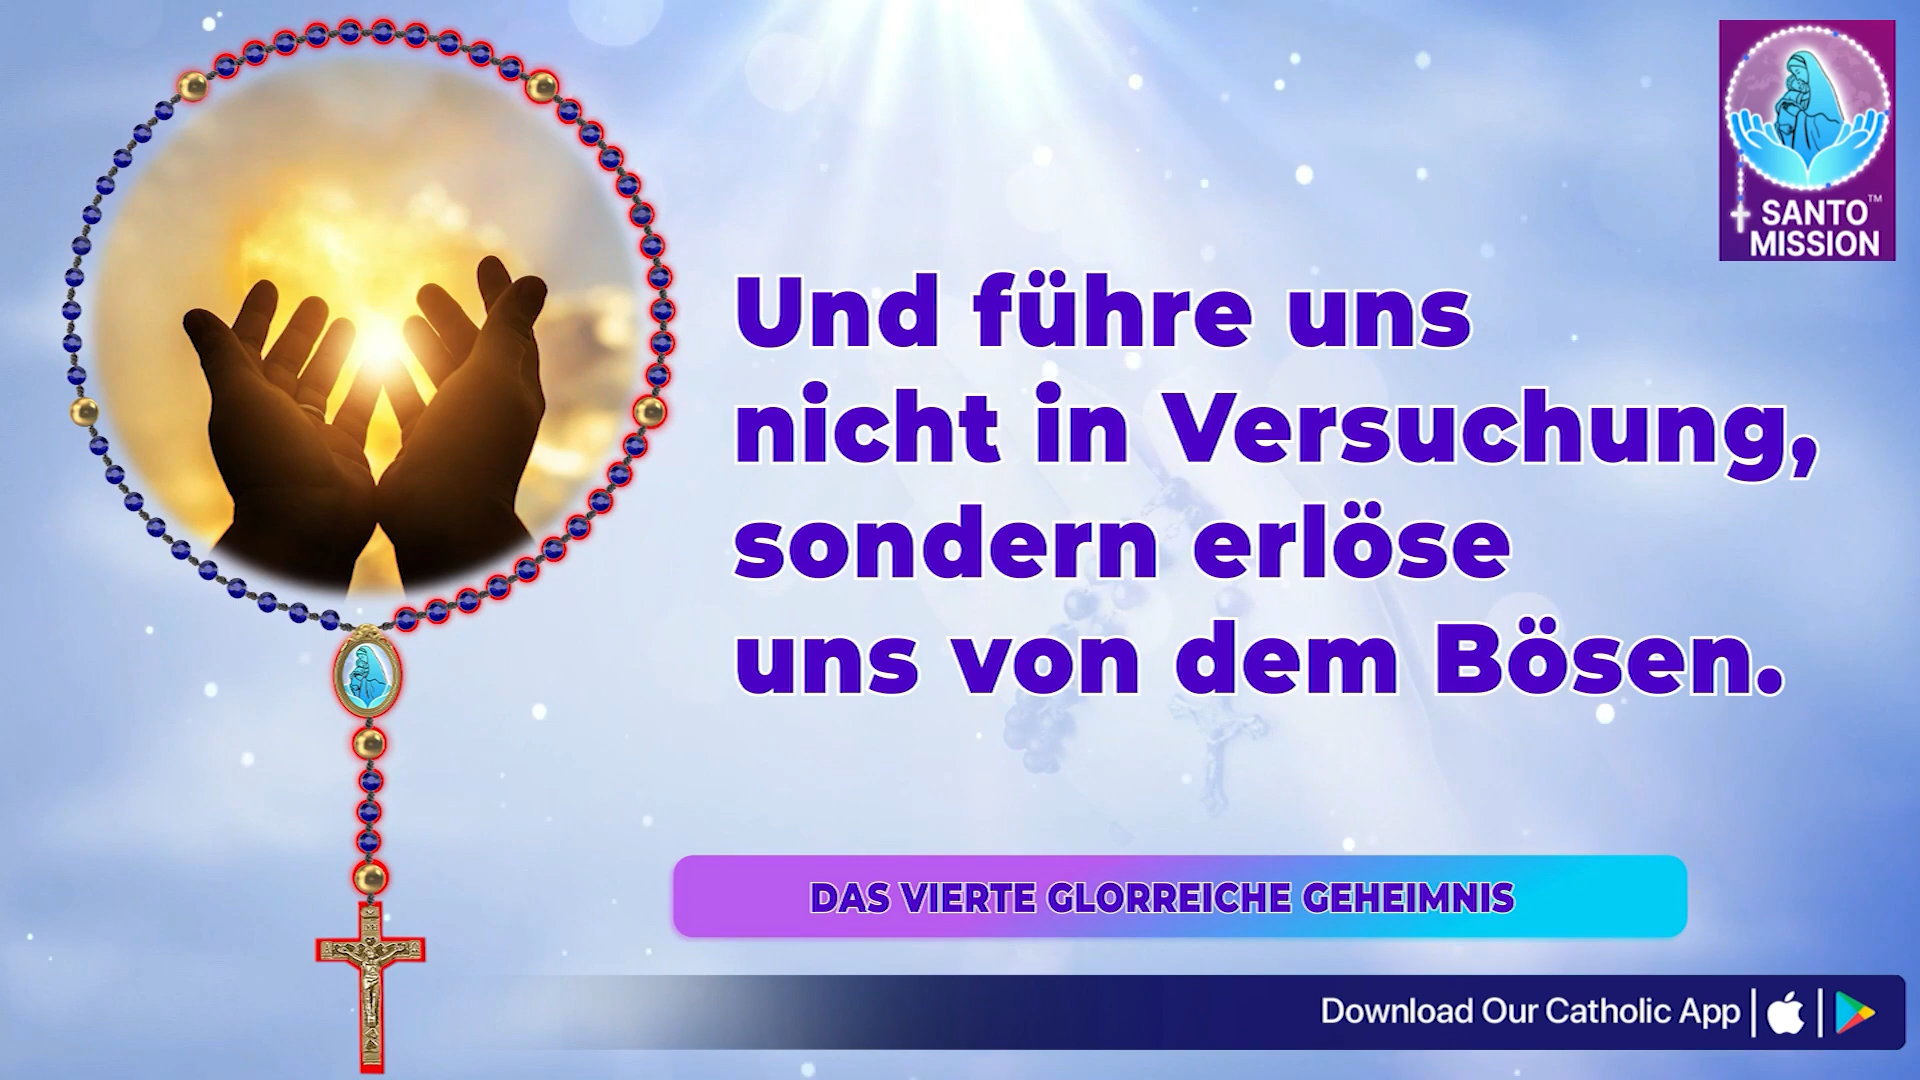 SANTO™
MISSION
Und führe uns
nicht in Versuchung,
sondern erlöse
uns von dem Bösen.
DAS VIERTE GLORREICHE GEHEIMNIS
Download Our Catholic App